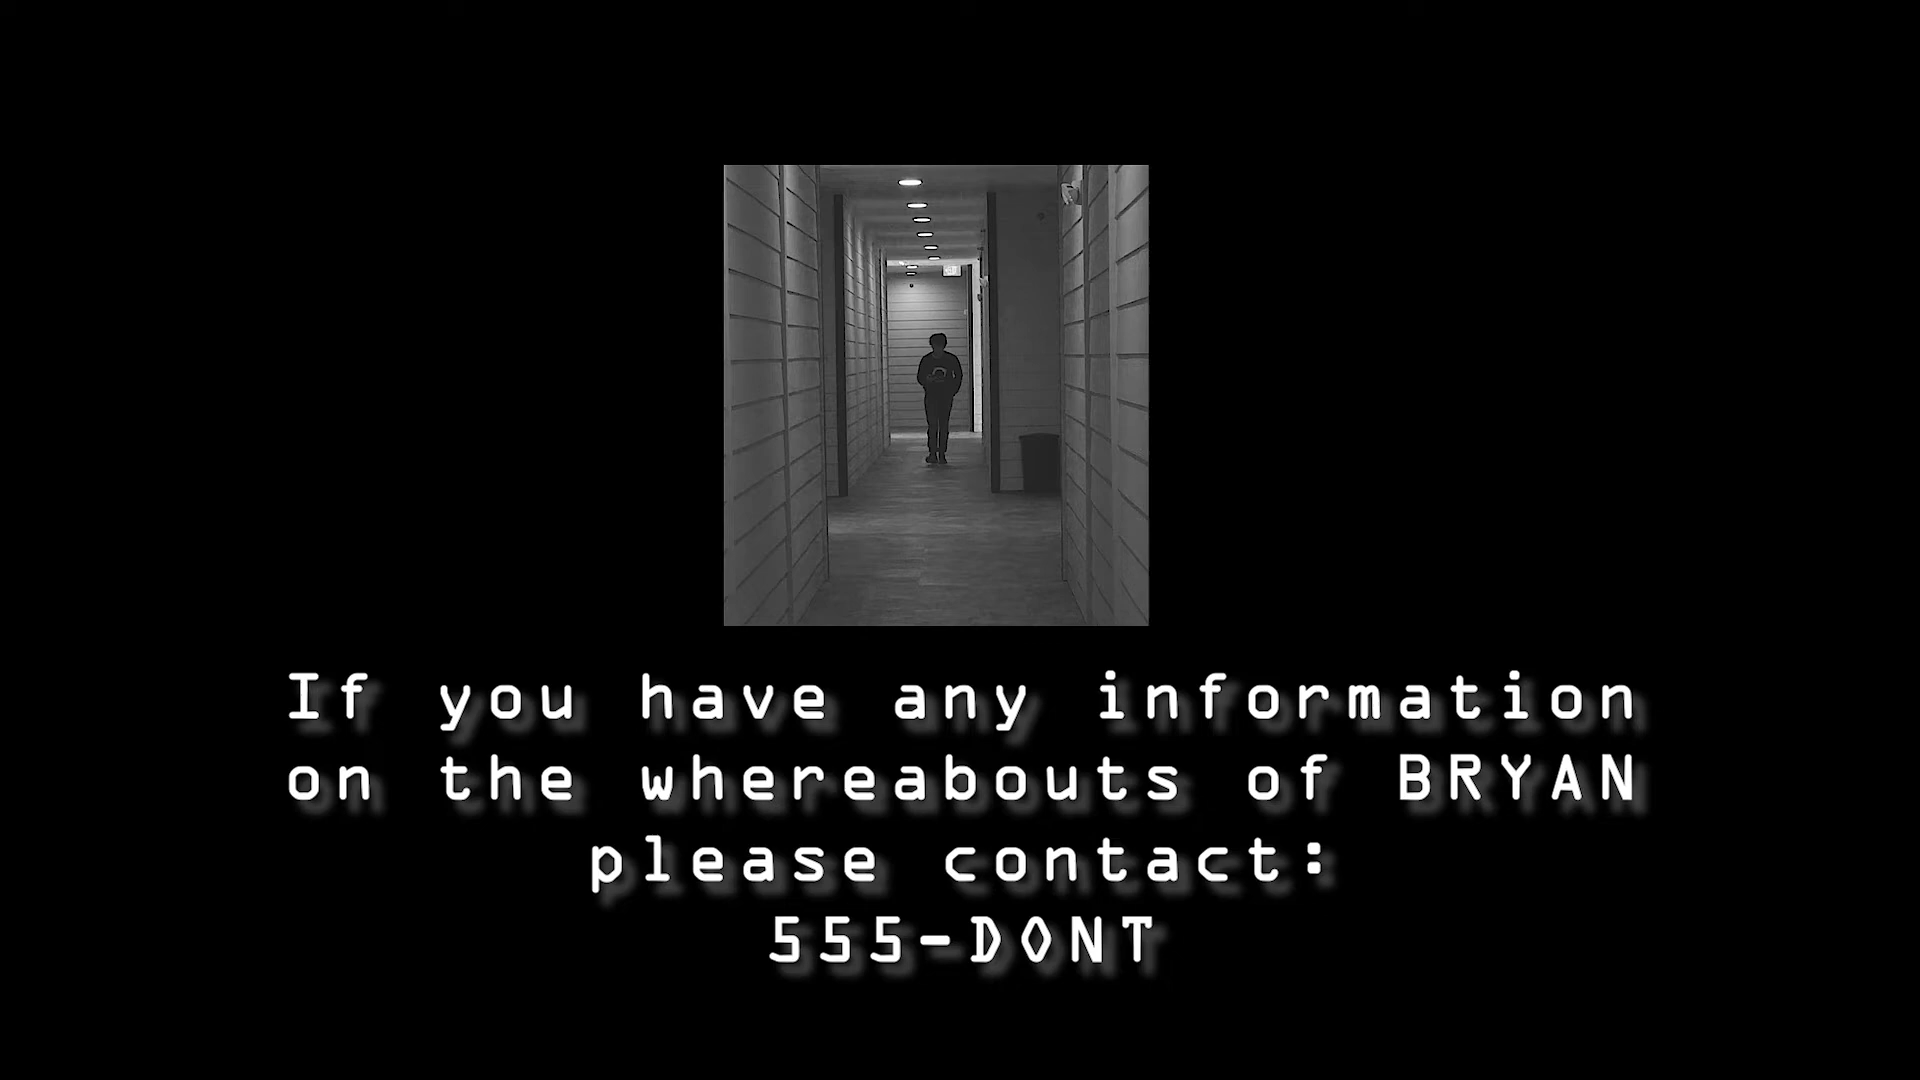 If you have any information
on the whereabouts of BRYAN
please contact:
555-DONT